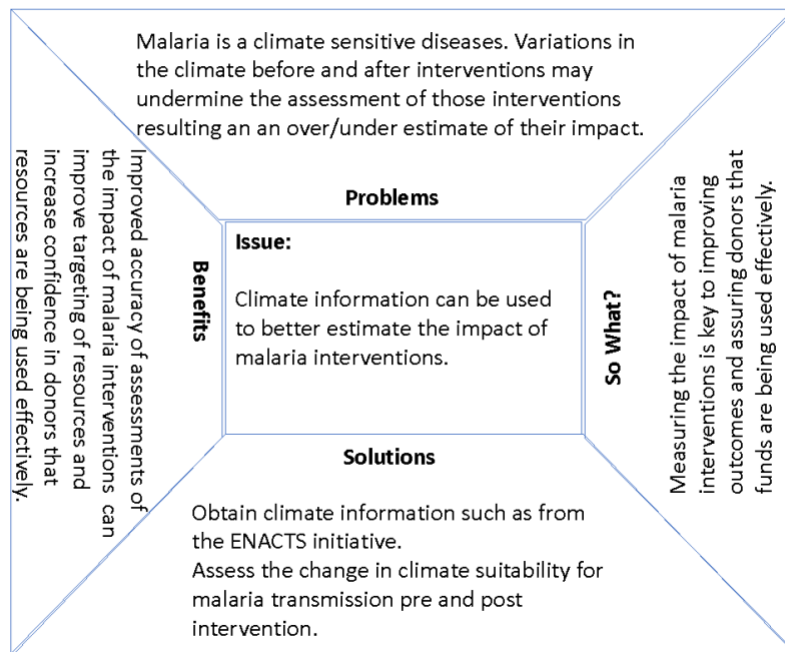 Malaria is a climate sensitive diseases. Variations in
the climate before and after interventions may
undermine the assessment of those interventions
resulting an an over/under estimate of their impact.
Problems
Issue:
Climate information can be used
to better estimate the impact of
malaria interventions.
So What?
Measuring the impact of malaria
interventions is key to improving
outcomes and assuring donors that
funds are being used effectively.
Solutions
Obtain climate information such as from
the ENACTS initiative.
Assess the change in climate suitability for
malaria transmission pre and post
intervention.
Benefits
Improved accuracy of assessments of
the impact of malaria interventions can
improve targeting of resources and
increase confidence in donors that
resources are being used effectively.